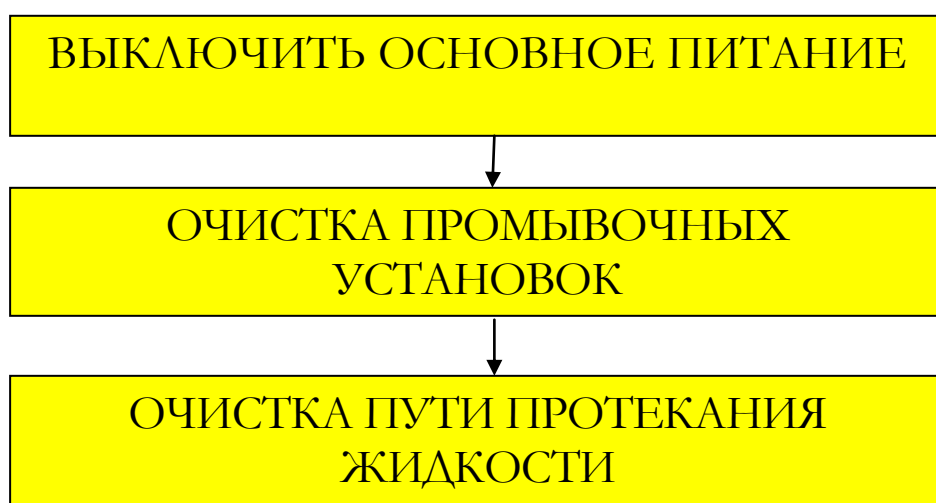 ВЫКЛЮЧИТЬ ОСНОВНОЕ ПИТАНИЕ
ОЧИСТКА ПРОМЫВОЧНЫХ
УСТАНОВОК
ОЧИСТКА ПУТИ ПРОТЕКАНИЯ
ЖИДКОСТИ